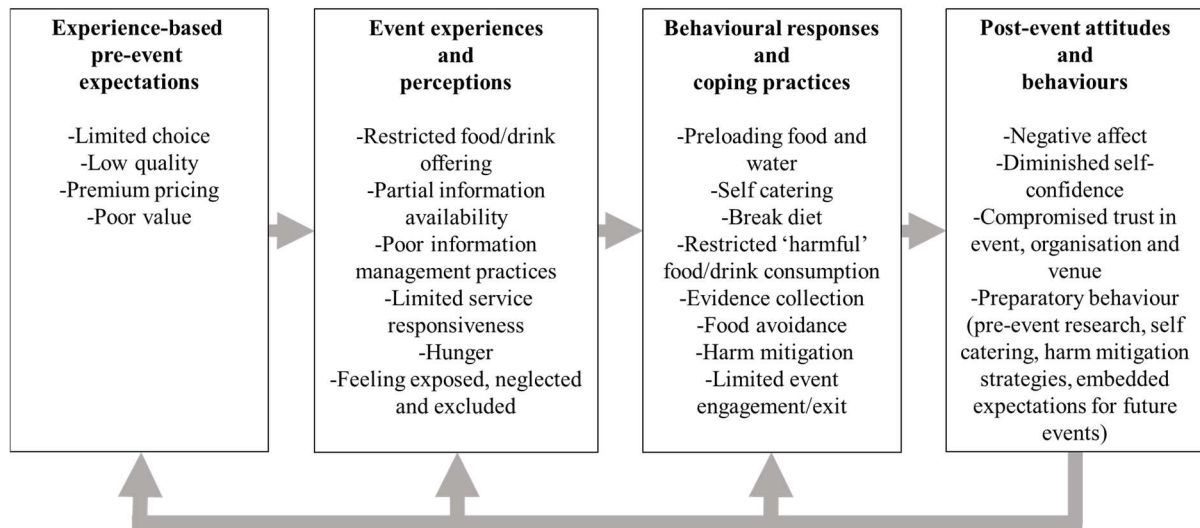 Experience-based
pre-event
expectations
-Limited choice
-Low quality
-Premium pricing
-Poor value
Event experiences
and
perceptions
-Restricted food/drink
offering
-Partial information
availability
-Poor information
management practices
-Limited service
responsiveness
-Hunger
-Feeling exposed, neglected
and excluded
Behavioural responses
and
coping practices
-Preloading food and
water
-Self catering
-Break diet
-Restricted ‘harmful’
food/drink consumption
-Evidence collection
-Food avoidance
-Harm mitigation
-Limited event
engagement/exit
Post-event attitudes
and
behaviours
-Negative affect
-Diminished self-
confidence
-Compromised trust in
event, organisation and
venue
-Preparatory behaviour
(pre-event research, self
catering, harm mitigation
strategies, embedded
expectations for future
events)